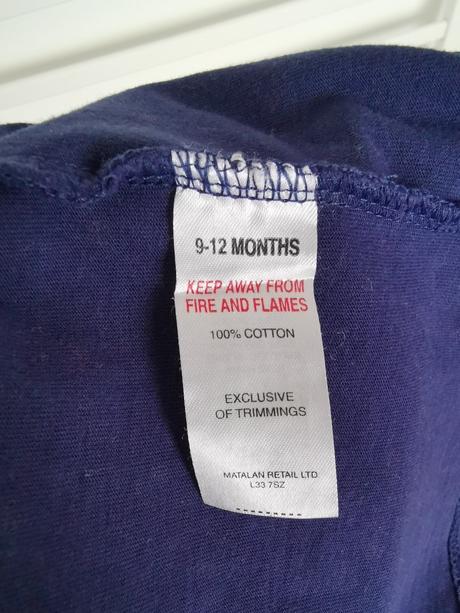 9-12 MONTHS
KEEP AWAY FROM
FIRE AND FLAMES
100% COTTON
EXCLUSIVE
OF TRIMMINGS
MATALAN RETAIL LTD
L33 7SZ